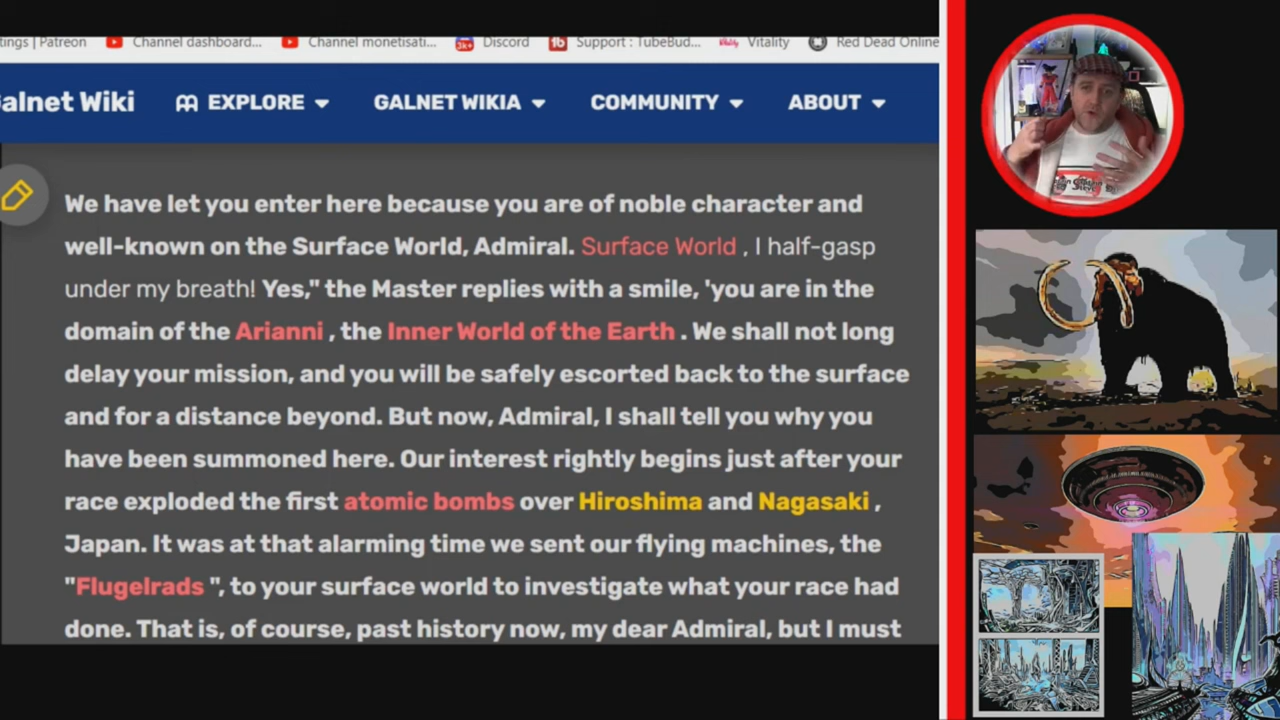 tings | Patreon Channel dashboard... Channel monetisati... 3k+ Discord Support : TubeBud... Vitality Red Dead Online
alnet Wiki EXPLORE GALNET WIKIA COMMUNITY ABOUT
We have let you enter here because you are of noble character and
well-known on the Surface World, Admiral. Surface World , I half-gasp
under my breath! Yes," the Master replies with a smile, 'you are in the
domain of the Arianni , the Inner World of the Earth . We shall not long
delay your mission, and you will be safely escorted back to the surface
and for a distance beyond. But now, Admiral, I shall tell you why you
have been summoned here. Our interest rightly begins just after your
race exploded the first atomic bombs over Hiroshima and Nagasaki ,
Japan. It was at that alarming time we sent our flying machines, the
"Flugelrads ", to your surface world to investigate what your race had
done. That is, of course, past history now, my dear Admiral, but I must